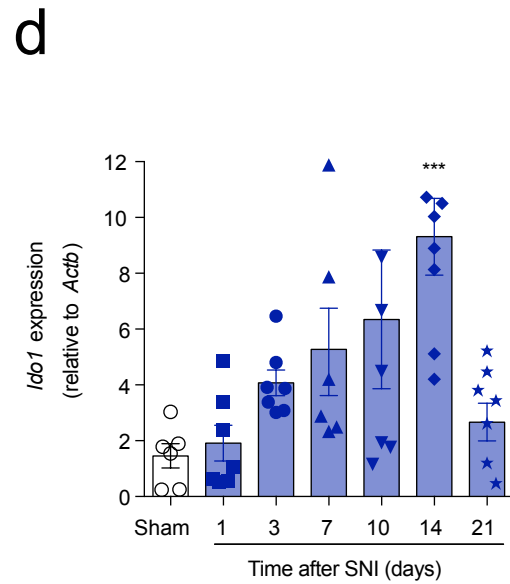 d
Ido1 expression
(relative to Actb)
12
10
8
6
4
2
0
***
Sham 1 3 7 10 14 21
Time after SNI (days)